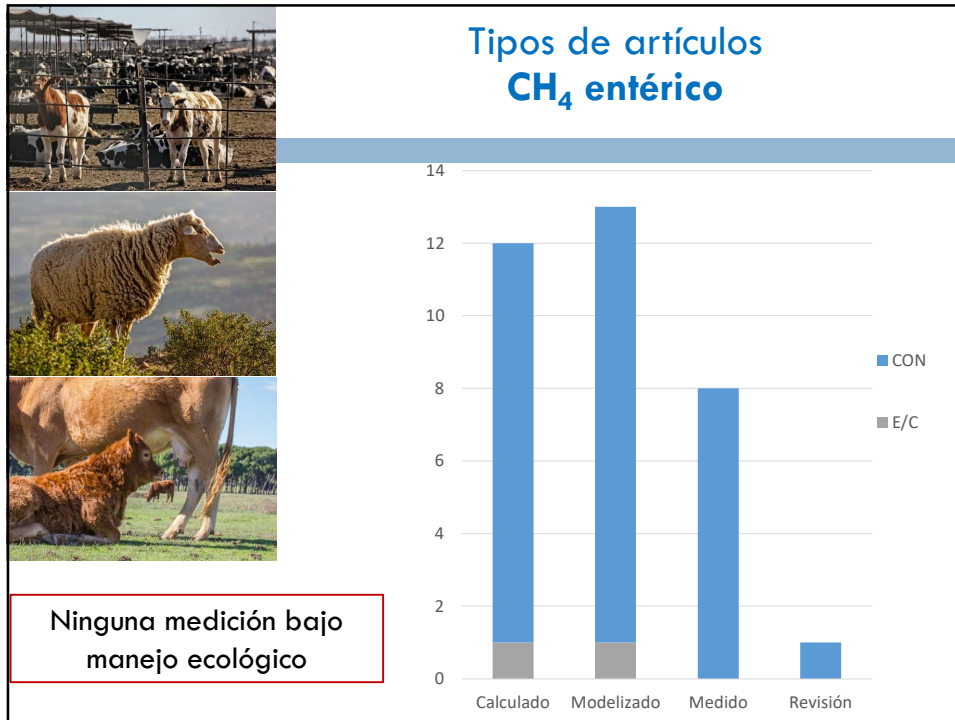 Tipos de artículos
CH₄ entérico
14
12
10
8
6
4
2
0
Calculado Modelizado Medido Revisión
CON
E/C
Ninguna medición bajo
manejo ecológico